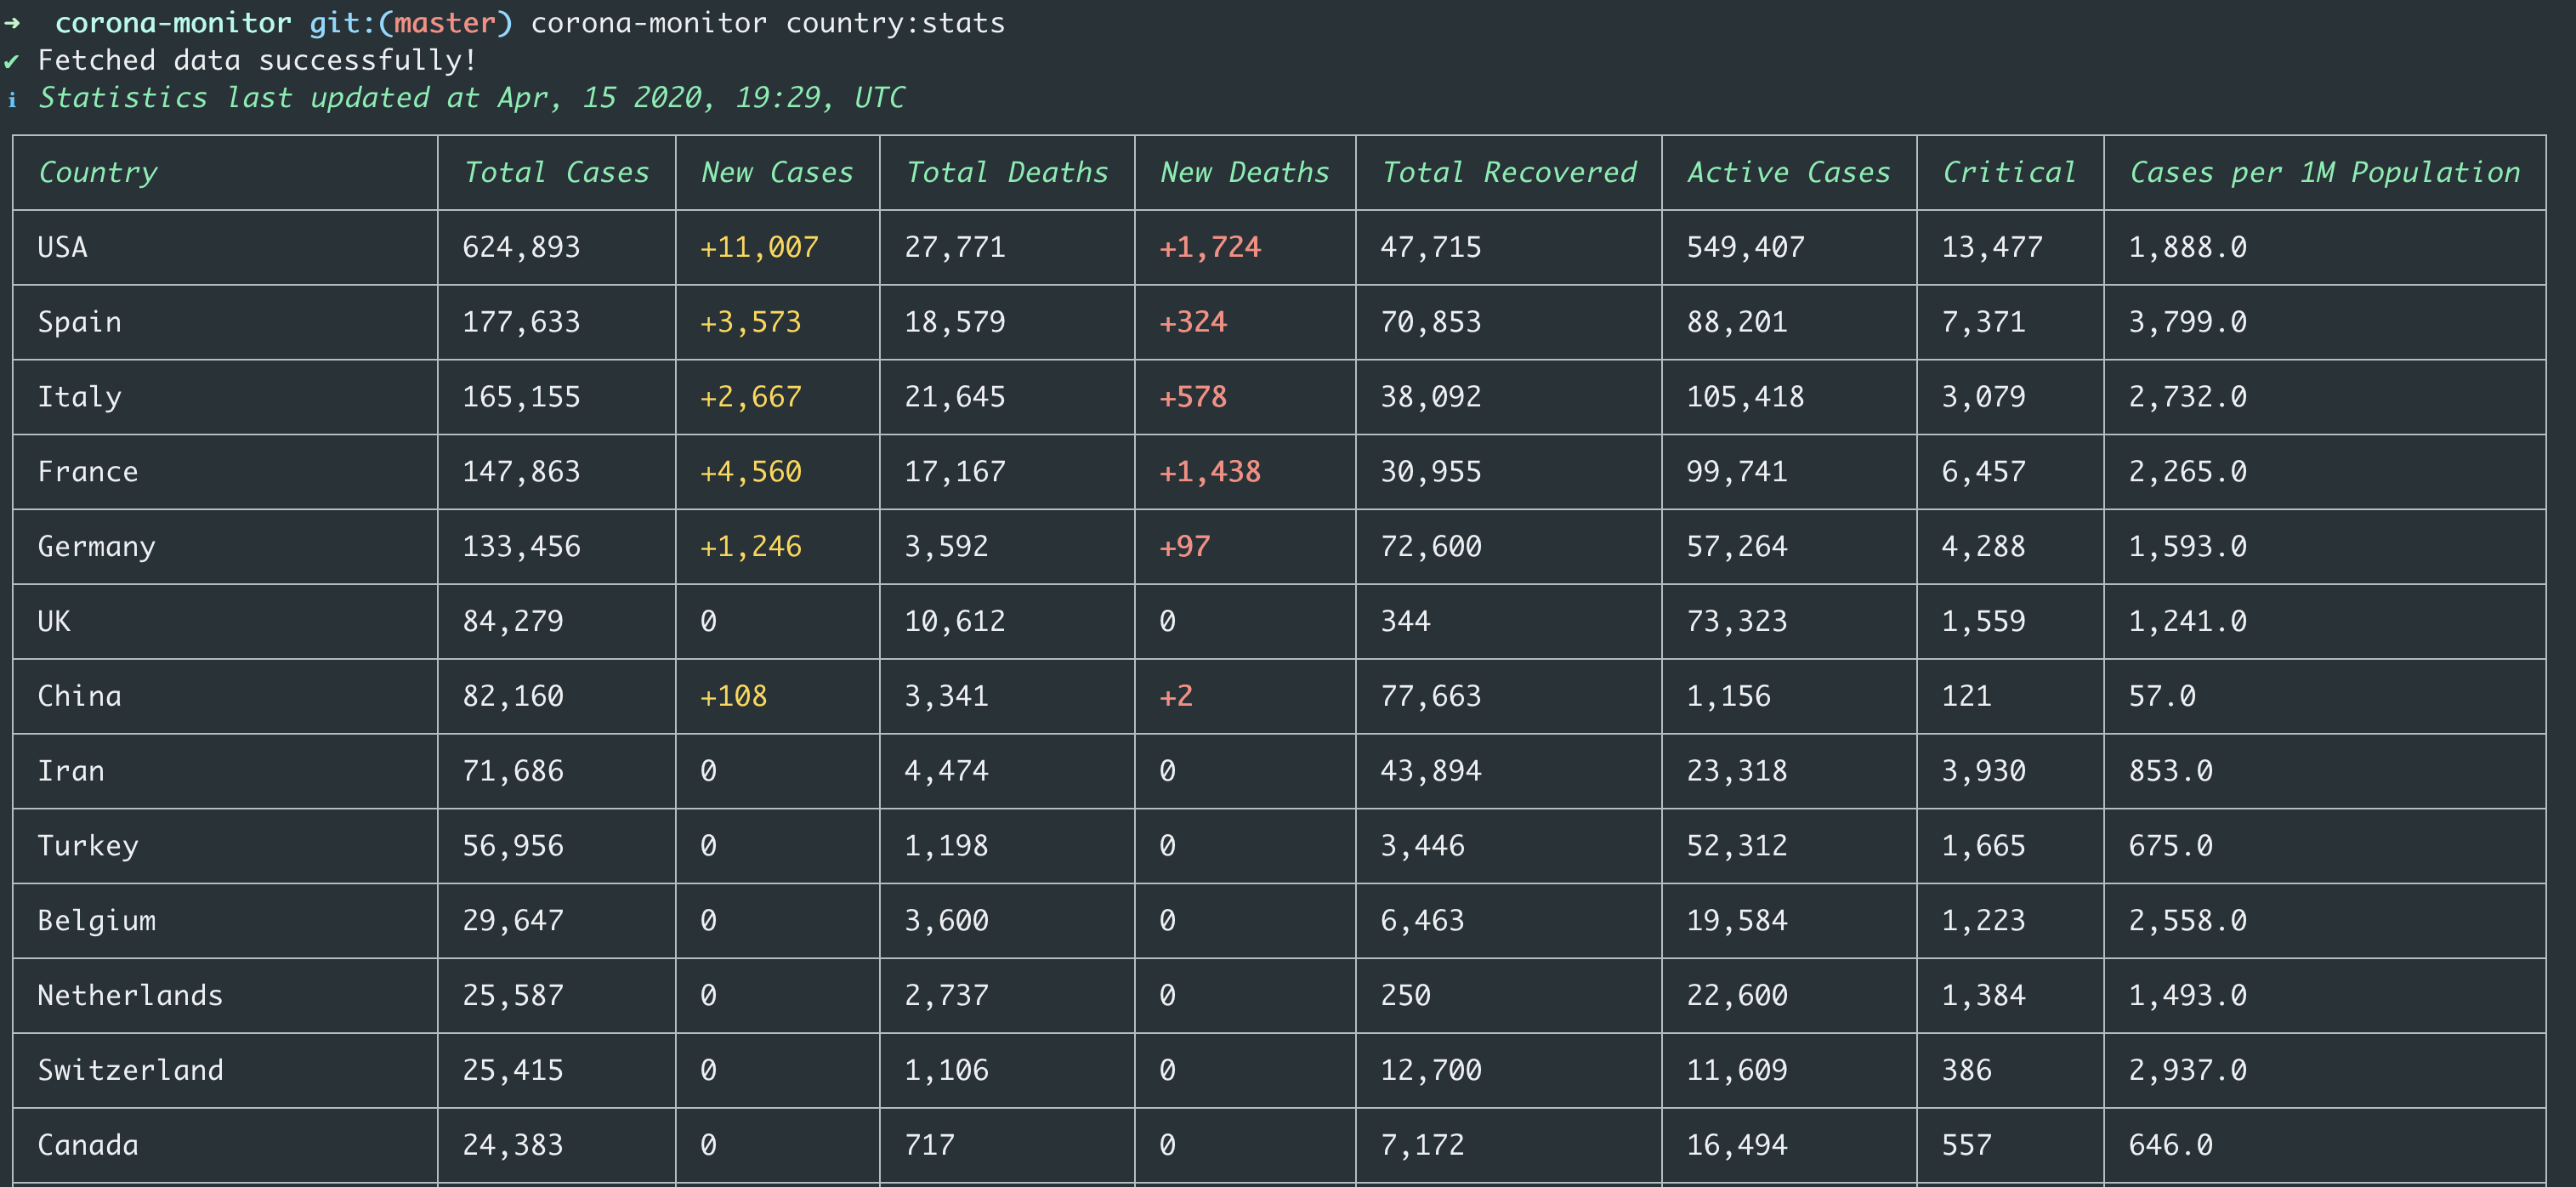 ➜ corona-monitor git:(master) corona-monitor country:stats
✔ Fetched data successfully!
ℹ Statistics last updated at Apr, 15 2020, 19:29, UTC
Country Total Cases New Cases Total Deaths New Deaths Total Recovered Active Cases Critical Cases per 1M Population
USA 624,893 +11,007 27,771 +1,724 47,715 549,407 13,477 1,888.0
Spain 177,633 +3,573 18,579 +324 70,853 88,201 7,371 3,799.0
Italy 165,155 +2,667 21,645 +578 38,092 105,418 3,079 2,732.0
France 147,863 +4,560 17,167 +1,438 30,955 99,741 6,457 2,265.0
Germany 133,456 +1,246 3,592 +97 72,600 57,264 4,288 1,593.0
UK 84,279 0 10,612 0 344 73,323 1,559 1,241.0
China 82,160 +108 3,341 +2 77,663 1,156 121 57.0
Iran 71,686 0 4,474 0 43,894 23,318 3,930 853.0
Turkey 56,956 0 1,198 0 3,446 52,312 1,665 675.0
Belgium 29,647 0 3,600 0 6,463 19,584 1,223 2,558.0
Netherlands 25,587 0 2,737 0 250 22,600 1,384 1,493.0
Switzerland 25,415 0 1,106 0 12,700 11,609 386 2,937.0
Canada 24,383 0 717 0 7,172 16,494 557 646.0